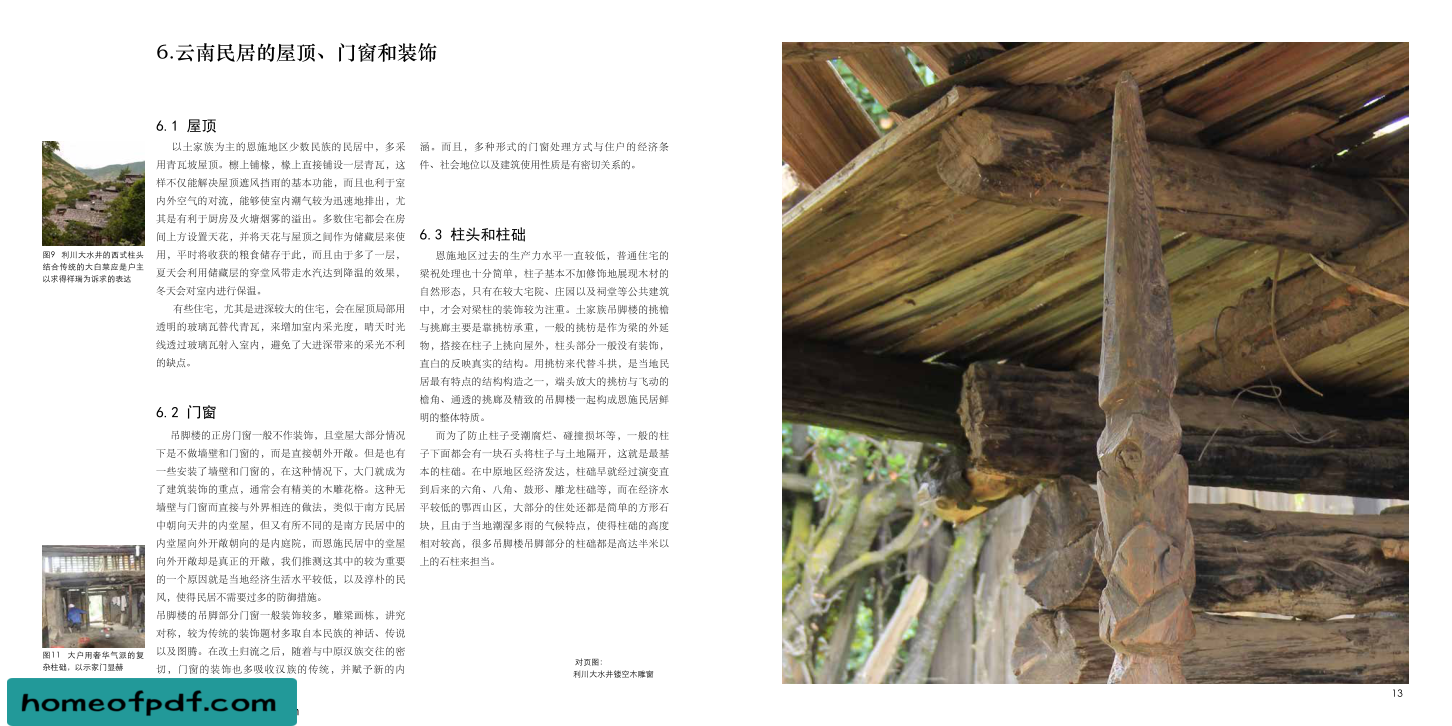 6.云南民居的屋顶、门窗和装饰
6.1 屋顶
以土家族为主的恩施地区少数民族的民居中，多采
用青瓦坡屋顶。檩上铺椽，椽上直接铺设一层青瓦，这
样不仅能解决屋顶遮风挡雨的基本功能，而且也利于室
内外空气的对流，能够使室内潮气较为迅速地排出，尤
其是有利于厨房及火塘烟雾的溢出。多数住宅都会在房
间上方设置天花，并将天花与屋顶之间作为储藏层来使
用，平时将收获的粮食储存于此，而且由于多了一层，
夏天会利用储藏层的穿堂风带走水汽达到降温的效果，
冬天会对室内进行保温。
有些住宅，尤其是进深较大的住宅，会在屋顶局部用
透明的玻璃瓦替代青瓦，来增加室内采光度，晴天时光
线透过玻璃瓦射入室内，避免了大进深带来的采光不利
的缺点。
6.2 门窗
吊脚楼的正房门窗一般不作装饰，且堂屋大部分情况
下是不做墙壁和门窗的，而是直接朝外开敞。但是也有
一些安装了墙壁和门窗的，在这种情况下，大门就成为
了建筑装饰的重点，通常会有精美的木雕花格。这种无
墙壁与门窗而直接与外界相连的做法，类似于南方民居
中朝向天井的内堂屋，但又有所不同的是南方民居中的
内堂屋向外开敞朝向的是内庭院，而恩施民居中的堂屋
向外开敞却是真正的开敞，我们推测这其中的较为重要
的一个原因就是当地经济生活水平较低，以及淳朴的民
风，使得民居不需要过多的防御措施。
吊脚楼的吊脚部分门窗一般装饰较多，雕梁画栋，讲究
对称，较为传统的装饰题材多取自本民族的神话、传说
以及图腾。在改土归流之后，随着与中原汉族交往的密
切，门窗的装饰也多吸收汉族的传统，并赋予新的内
涵。而且，多种形式的门窗处理方式与住户的经济条
件、社会地位以及建筑使用性质是有密切关系的。
6.3 柱头和柱础
恩施地区过去的生产力水平一直较低，普通住宅的
梁祝处理也十分简单，柱子基本不加修饰地展现木材的
自然形态，只有在较大宅院、庄园以及祠堂等公共建筑
中，才会对梁柱的装饰较为注重。土家族吊脚楼的挑檐
与挑廊主要是靠挑枋承重，一般的挑枋是作为梁的外延
物，搭接在柱子上挑向屋外，柱头部分一般没有装饰，
直白的反映真实的结构。用挑枋来代替斗拱，是当地民
居最有特点的结构构造之一，端头放大的挑枋与飞动的
檐角、通透的挑廊及精致的吊脚楼一起构成恩施民居鲜
明的整体特质。
而为了防止柱子受潮腐烂、碰撞损坏等，一般的柱
子下面都会有一块石头将柱子与土地隔开，这就是最基
本的柱础。在中原地区经济发达，柱础早就经过演变直
到后来的六角、八角、鼓形、雕龙柱础等，而在经济水
平较低的鄂西山区，大部分的住处还都是简单的方形石
块，且由于当地潮湿多雨的气候特点，使得柱础的高度
相对较高，很多吊脚楼吊脚部分的柱础都是高达半米以
上的石柱来担当。
图9 利川大水井的西式柱头
结合传统的大白菜应是户主
以求得祥瑞为诉求的表达
图11 大户用奢华气派的复
杂柱础，以示家门显赫
对页图：
利川大水井镂空木雕窗
13
homeofpdf.com